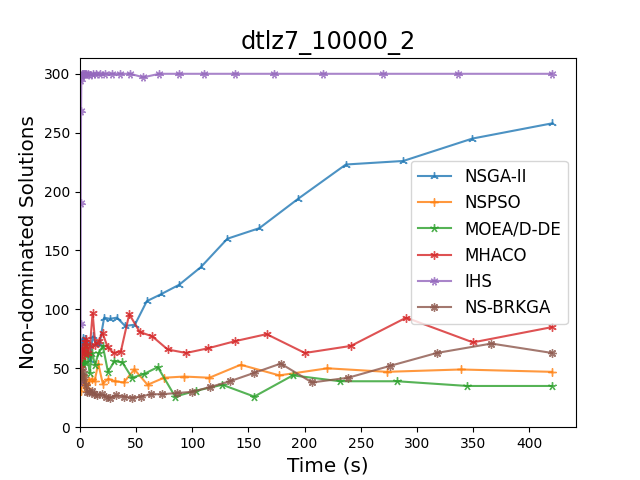 dtlz7_10000_2
Non-dominated Solutions
300
250
200
150
100
50
0
NSGA-II
NSPSO
MOEA/D-DE
MHACO
IHS
NS-BRKGA
0 50 100 150 200 250 300 350 400
Time (s)